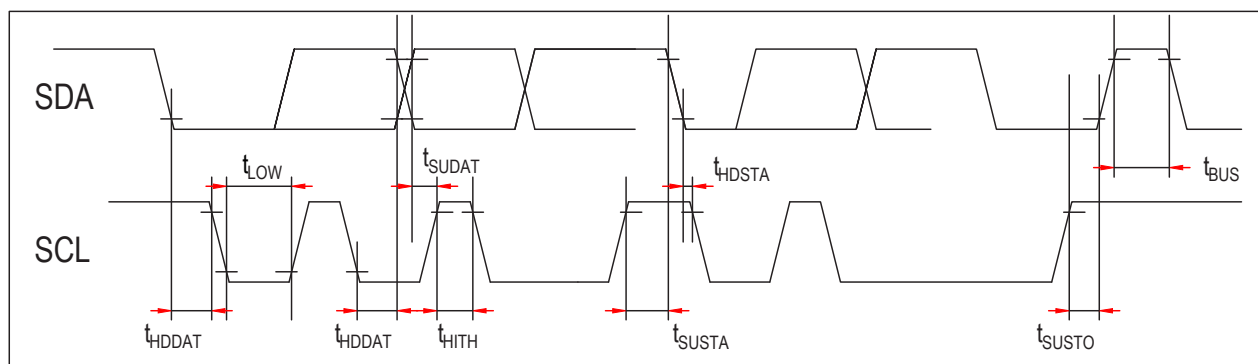 SDA
tLOW
tSUDAT
tHDSTA
tBUS
SCL
tHDDAT
tHDDAT
tHITH
tSUSTA
tSUSTO